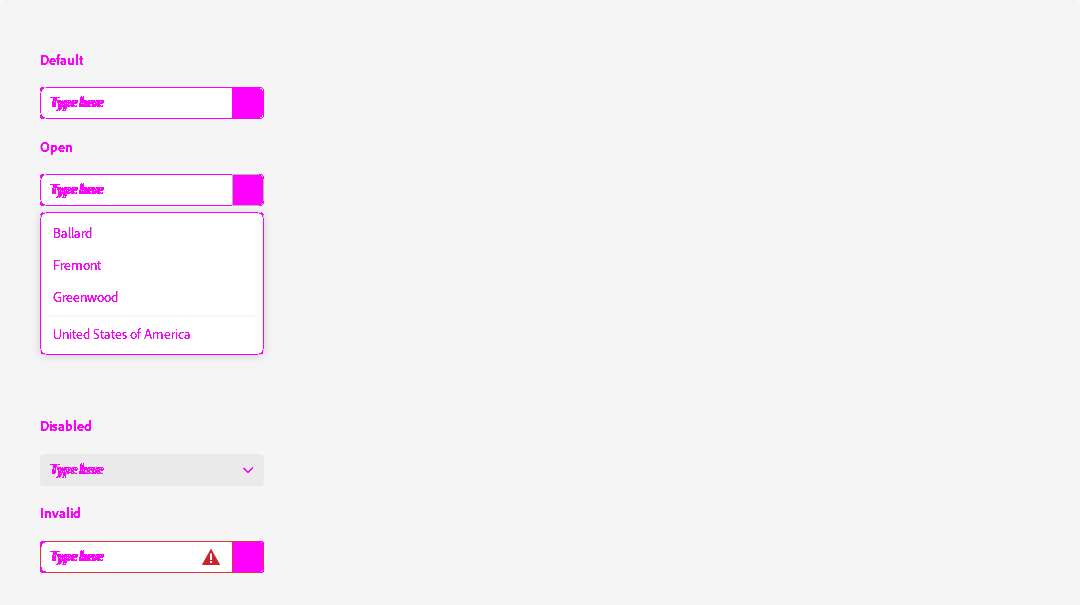 Default
Type here
Open
Type here
Ballard
Fremont
Greenwood
United States of America
Disabled
Type here
Invalid
Type here